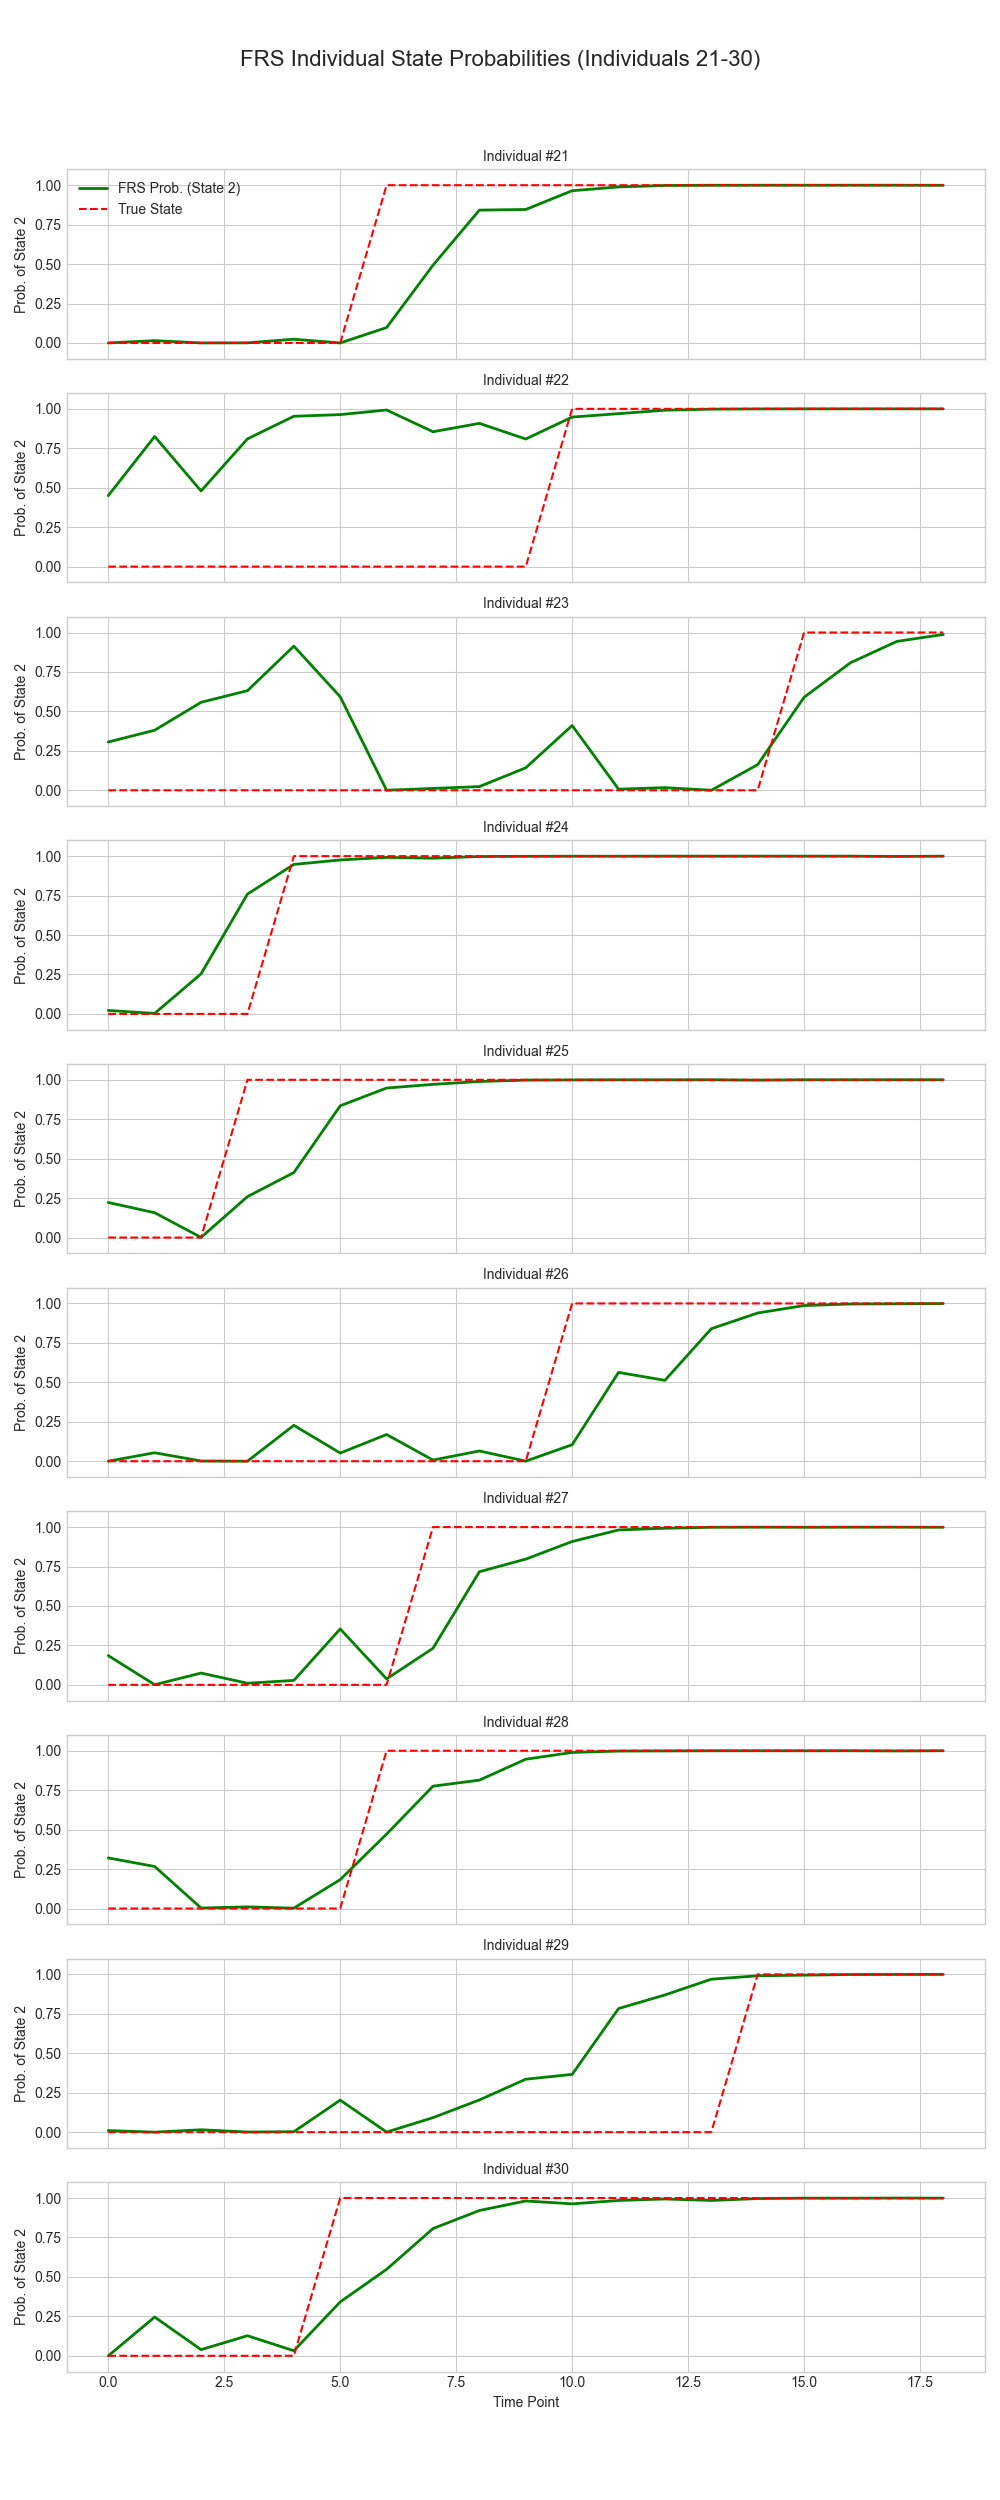 FRS Individual State Probabilities (Individuals 21-30)
Individual #21
FRS Prob. (State 2)
True State
Prob. of State 2
1.00
0.75
0.50
0.25
0.00
Individual #22
Prob. of State 2
1.00
0.75
0.50
0.25
0.00
Individual #23
Prob. of State 2
1.00
0.75
0.50
0.25
0.00
Individual #24
Prob. of State 2
1.00
0.75
0.50
0.25
0.00
Individual #25
Prob. of State 2
1.00
0.75
0.50
0.25
0.00
Individual #26
Prob. of State 2
1.00
0.75
0.50
0.25
0.00
Individual #27
Prob. of State 2
1.00
0.75
0.50
0.25
0.00
Individual #28
Prob. of State 2
1.00
0.75
0.50
0.25
0.00
Individual #29
Prob. of State 2
1.00
0.75
0.50
0.25
0.00
Individual #30
Prob. of State 2
1.00
0.75
0.50
0.25
0.00
0.0 2.5 5.0 7.5 10.0 12.5 15.0 17.5
Time Point